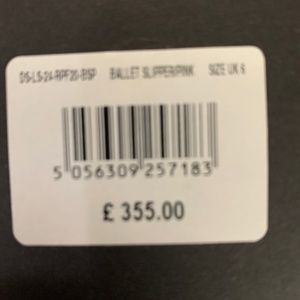 DS-LS-24-RPF20-BSP BALLET SLIPPER/PINK SIZE UK 6
5 056309 257183
£ 355.00